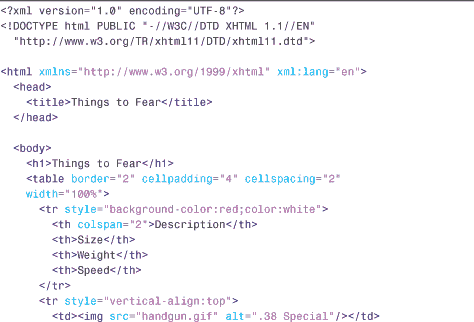 <?xml version="1.0" encoding="UTF-8"?>
<!DOCTYPE html PUBLIC "-//W3C//DTD XHTML 1.1//EN"
  "http://www.w3.org/TR/xhtml11/DTD/xhtml11.dtd">

<html xmlns="http://www.w3.org/1999/xhtml" xml:lang="en">
  <head>
    <title>Things to Fear</title>
  </head>

  <body>
    <h1>Things to Fear</h1>
    <table border="2" cellpadding="4" cellspacing="2"
    width="100%">
      <tr style="background-color:red;color:white">
        <th colspan="2">Description</th>
        <th>Size</th>
        <th>Weight</th>
        <th>Speed</th>
      </tr>
      <tr style="vertical-align:top">
        <td><img src="handgun.gif" alt=".38 Special"/></td>